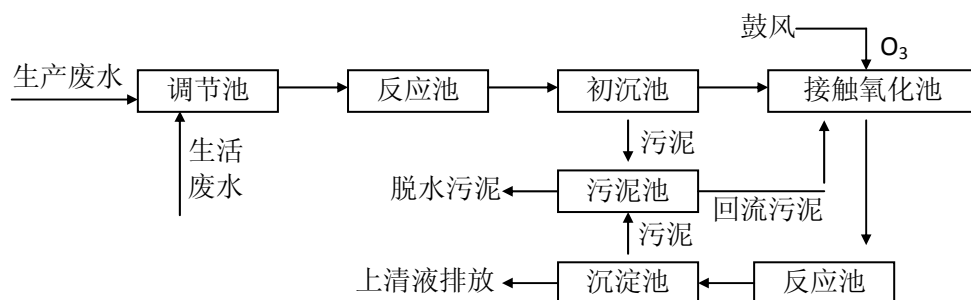 鼓风
O₃
生产废水
调节池
反应池
初沉池
接触氧化池
生活
废水
污泥
脱水污泥
污泥池
回流污泥
污泥
上清液排放
沉淀池
反应池